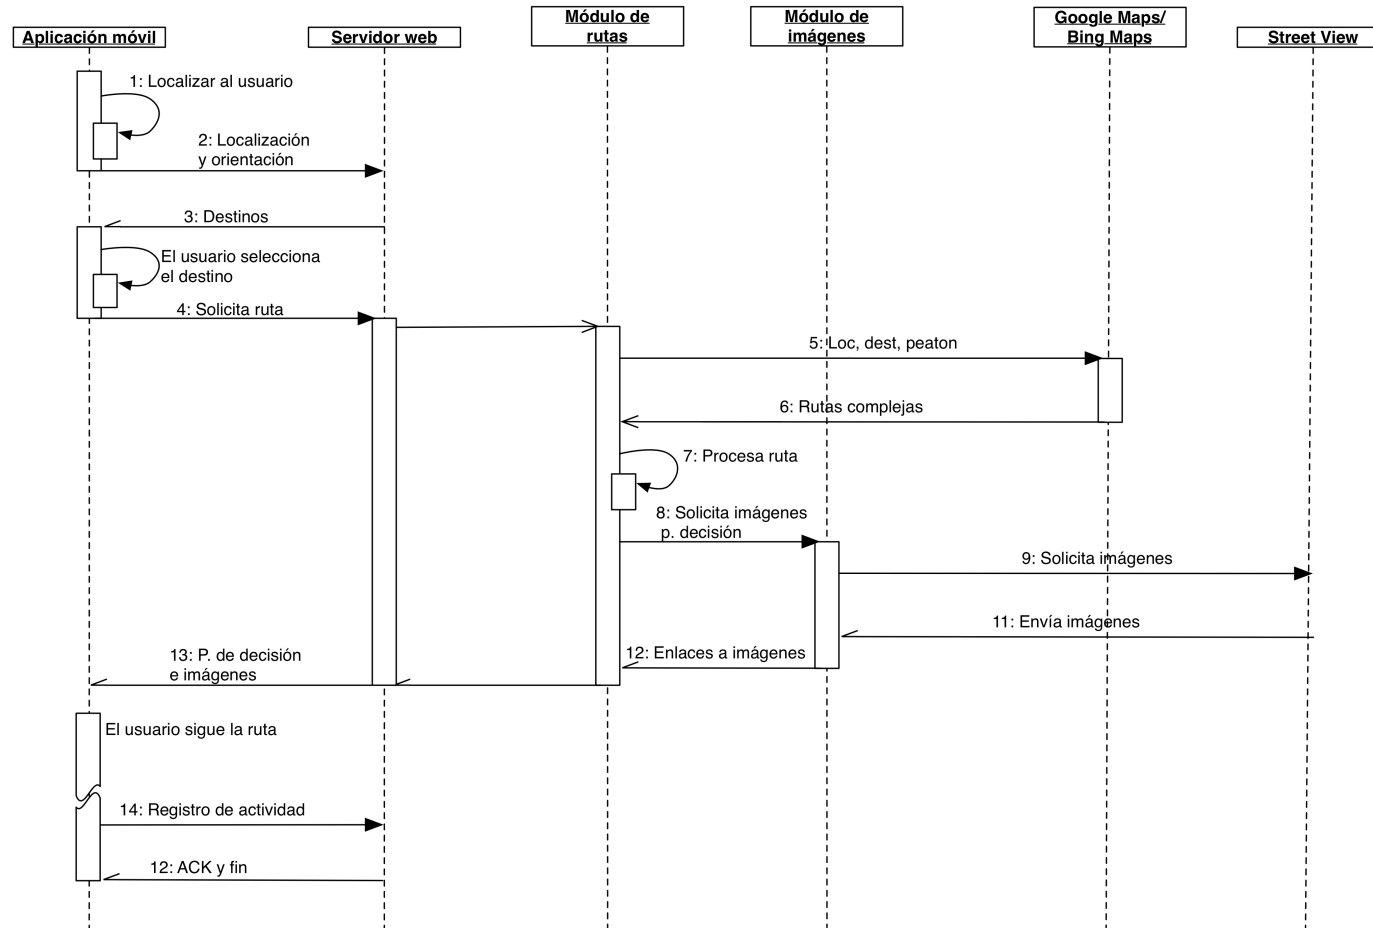 Aplicación móvil
Servidor web
Módulo de
rutas
Módulo de
imágenes
Google Maps/
Bing Maps
Street View
1: Localizar al usuario
2: Localización
y orientación
3: Destinos
El usuario selecciona
el destino
4: Solicita ruta
5: Loc, dest, peaton
6: Rutas complejas
7: Procesa ruta
8: Solicita imágenes
p. decisión
9: Solicita imágenes
11: Envía imágenes
12: Enlaces a imágenes
13: P. de decisión
e imágenes
El usuario sigue la ruta
14: Registro de actividad
12: ACK y fin